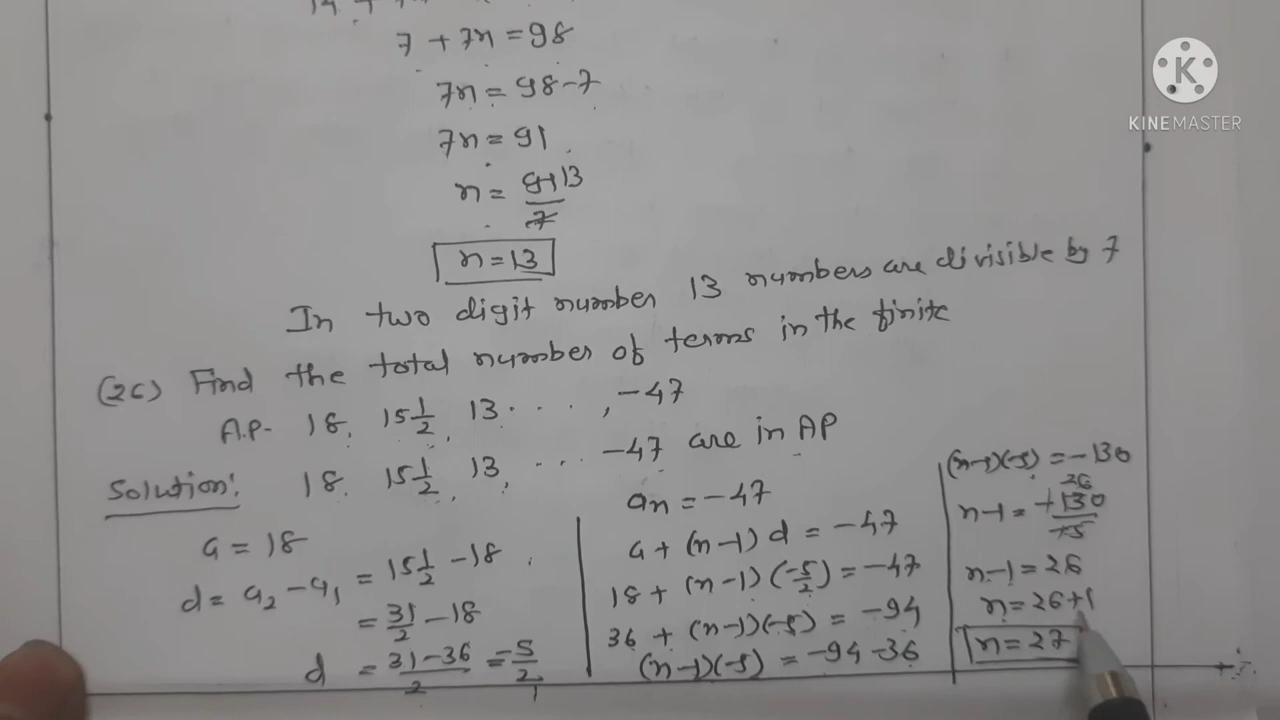 7 + 7n = 98
7n = 98 - 7
7n = 91
n = 91 13
7
n = 13
In two digit number 13 numbers are divisible by 7
(26) Find the total number of terms in the finite
A.P. 18, 15 1/2, 13 . . . . , -47
Solution: 18, 15 1/2, 13, . . . -47 are in AP
a = 18
d = a2 - a1 = 15 1/2 - 18
= 31/2 - 18
d = 31-36/2 = -5/2
an = -47
a + (n-1) d = -47
18 + (n-1) (-5/2) = -47
36 + (n-1)(-5) = -94
(n-1)(-5) = -94 - 36
(n-1)(-5) = -130
26
n-1 = +130/+5
n-1 = 26
n = 26+1
n = 27
K
KINEMASTER